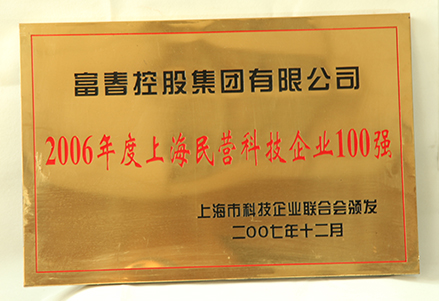 富春控股集团有限公司
2006年度上海民营科技企业100强
上海市科技企业联合会颁发
二00七年十二月